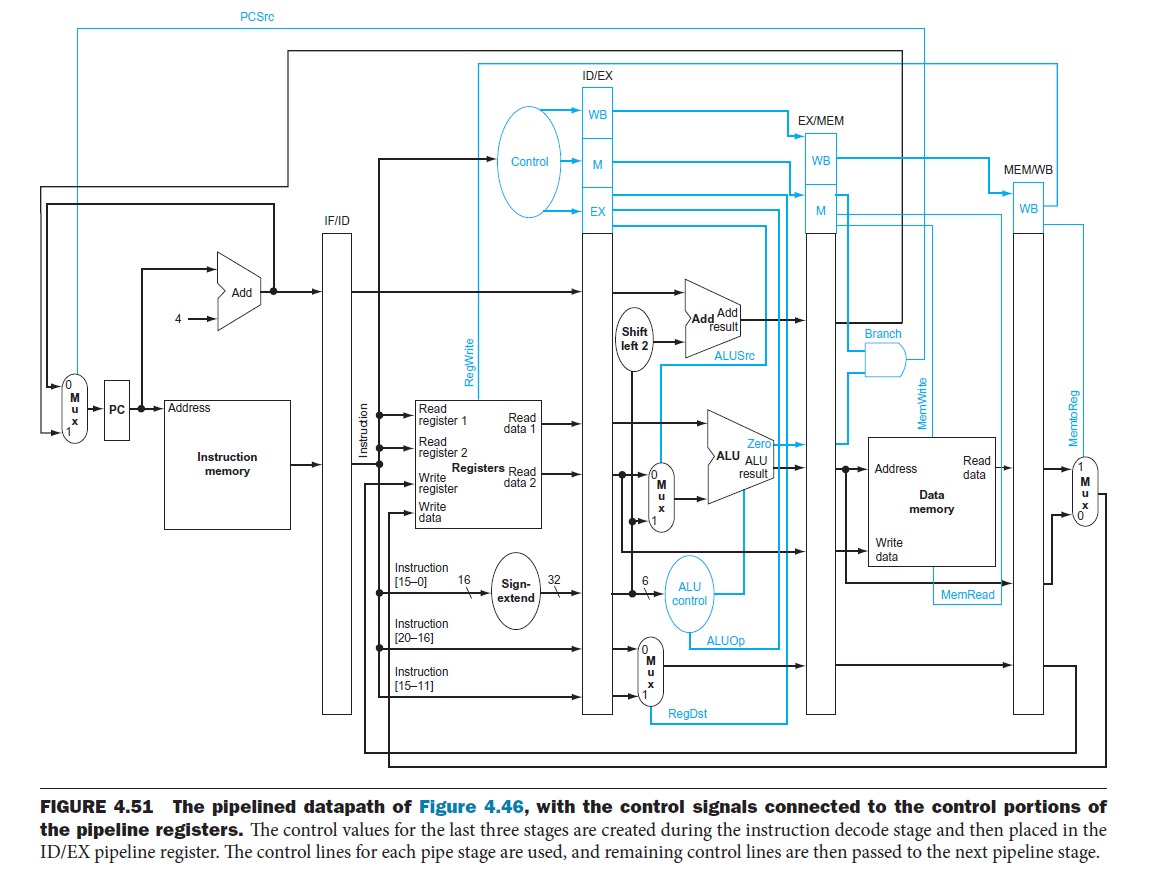 PCSrc
ID/EX
WB
EX/MEM
Control
M
WB
MEM/WB
EX
M
WB
IF/ID
Add
4
Add
Add
result
Shift
left 2
ALUSrc
Branch
RegWrite
MemWrite
MemtoReg
0
M
u
x
1
PC
Address
Instruction
memory
Instruction
Read
register 1
Read
data 1
Read
register 2
Registers
Read
data 2
Write
register
Write
data
0
M
u
x
1
Zero
ALU
ALU
result
Address
Read
data
Data
memory
Write
data
1
M
u
x
0
Instruction
[15–0]
16
Sign-
extend
32
6
ALU
control
MemRead
Instruction
[20–16]
ALUOp
0
M
u
x
1
Instruction
[15–11]
RegDst
FIGURE 4.51 The pipelined datapath of Figure 4.46, with the control signals connected to the control portions of
the pipeline registers. The control values for the last three stages are created during the instruction decode stage and then placed in the
ID/EX pipeline register. The control lines for each pipe stage are used, and remaining control lines are then passed to the next pipeline stage.